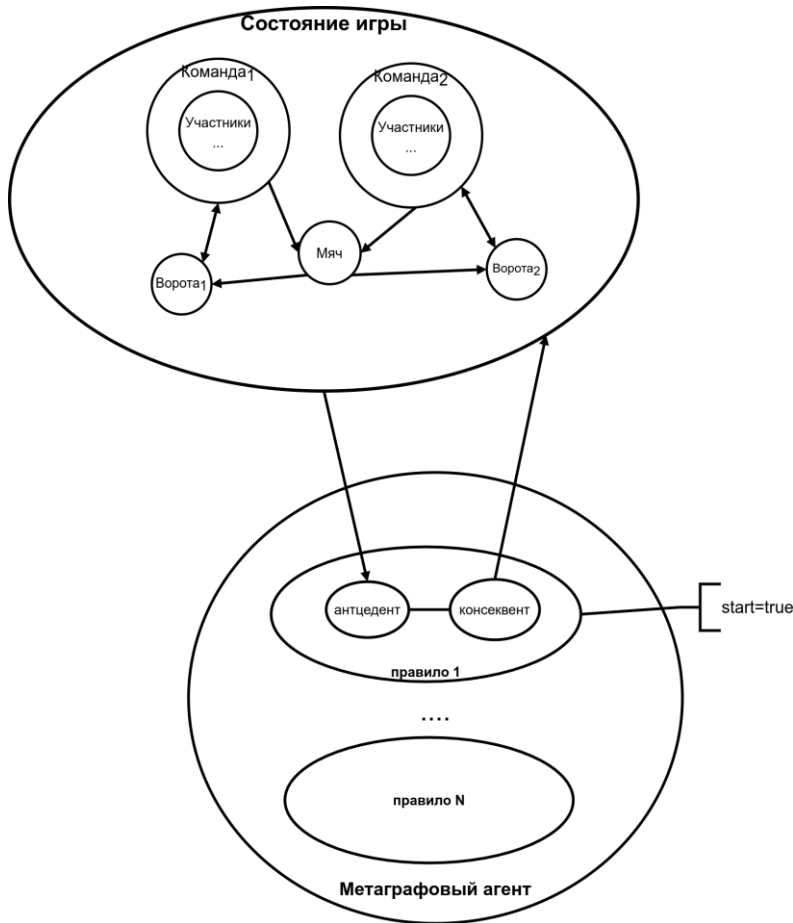 Состояние игры
Команда1
Команда2
Участники
...
Участники
...
Мяч
Ворота1
Ворота2
антцедент
консеквент
start=true
правило 1
....
правило N
Метаграфовый агент